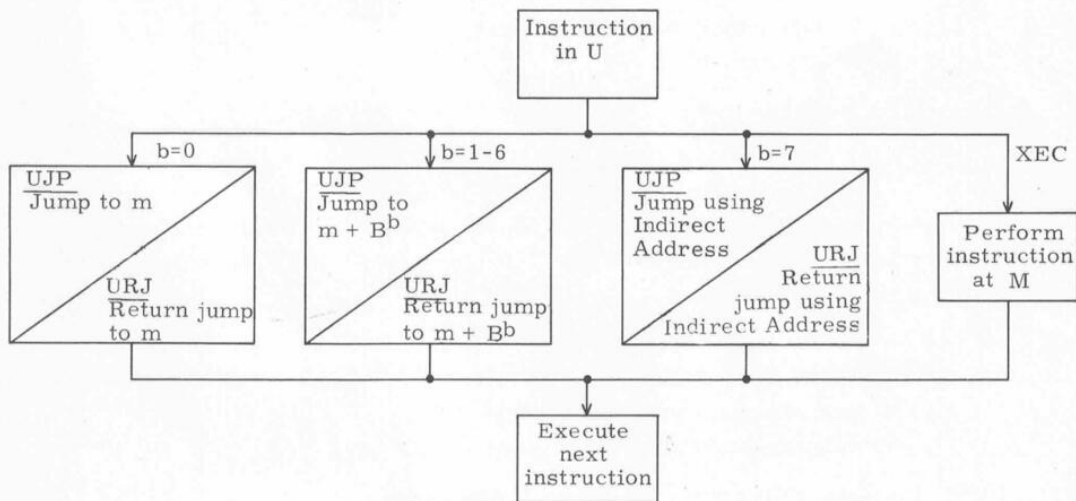 Instruction
in U
b=0
b=1-6
b=7
XEC
UJP
Jump to m
URJ
Return jump
to m
UJP
Jump to
m + Bᵇ
URJ
Return jump
to m + Bᵇ
UJP
Jump using
Indirect
Address
URJ
Return
jump using
Indirect Address
Perform
instruction
at M
Execute
next
instruction